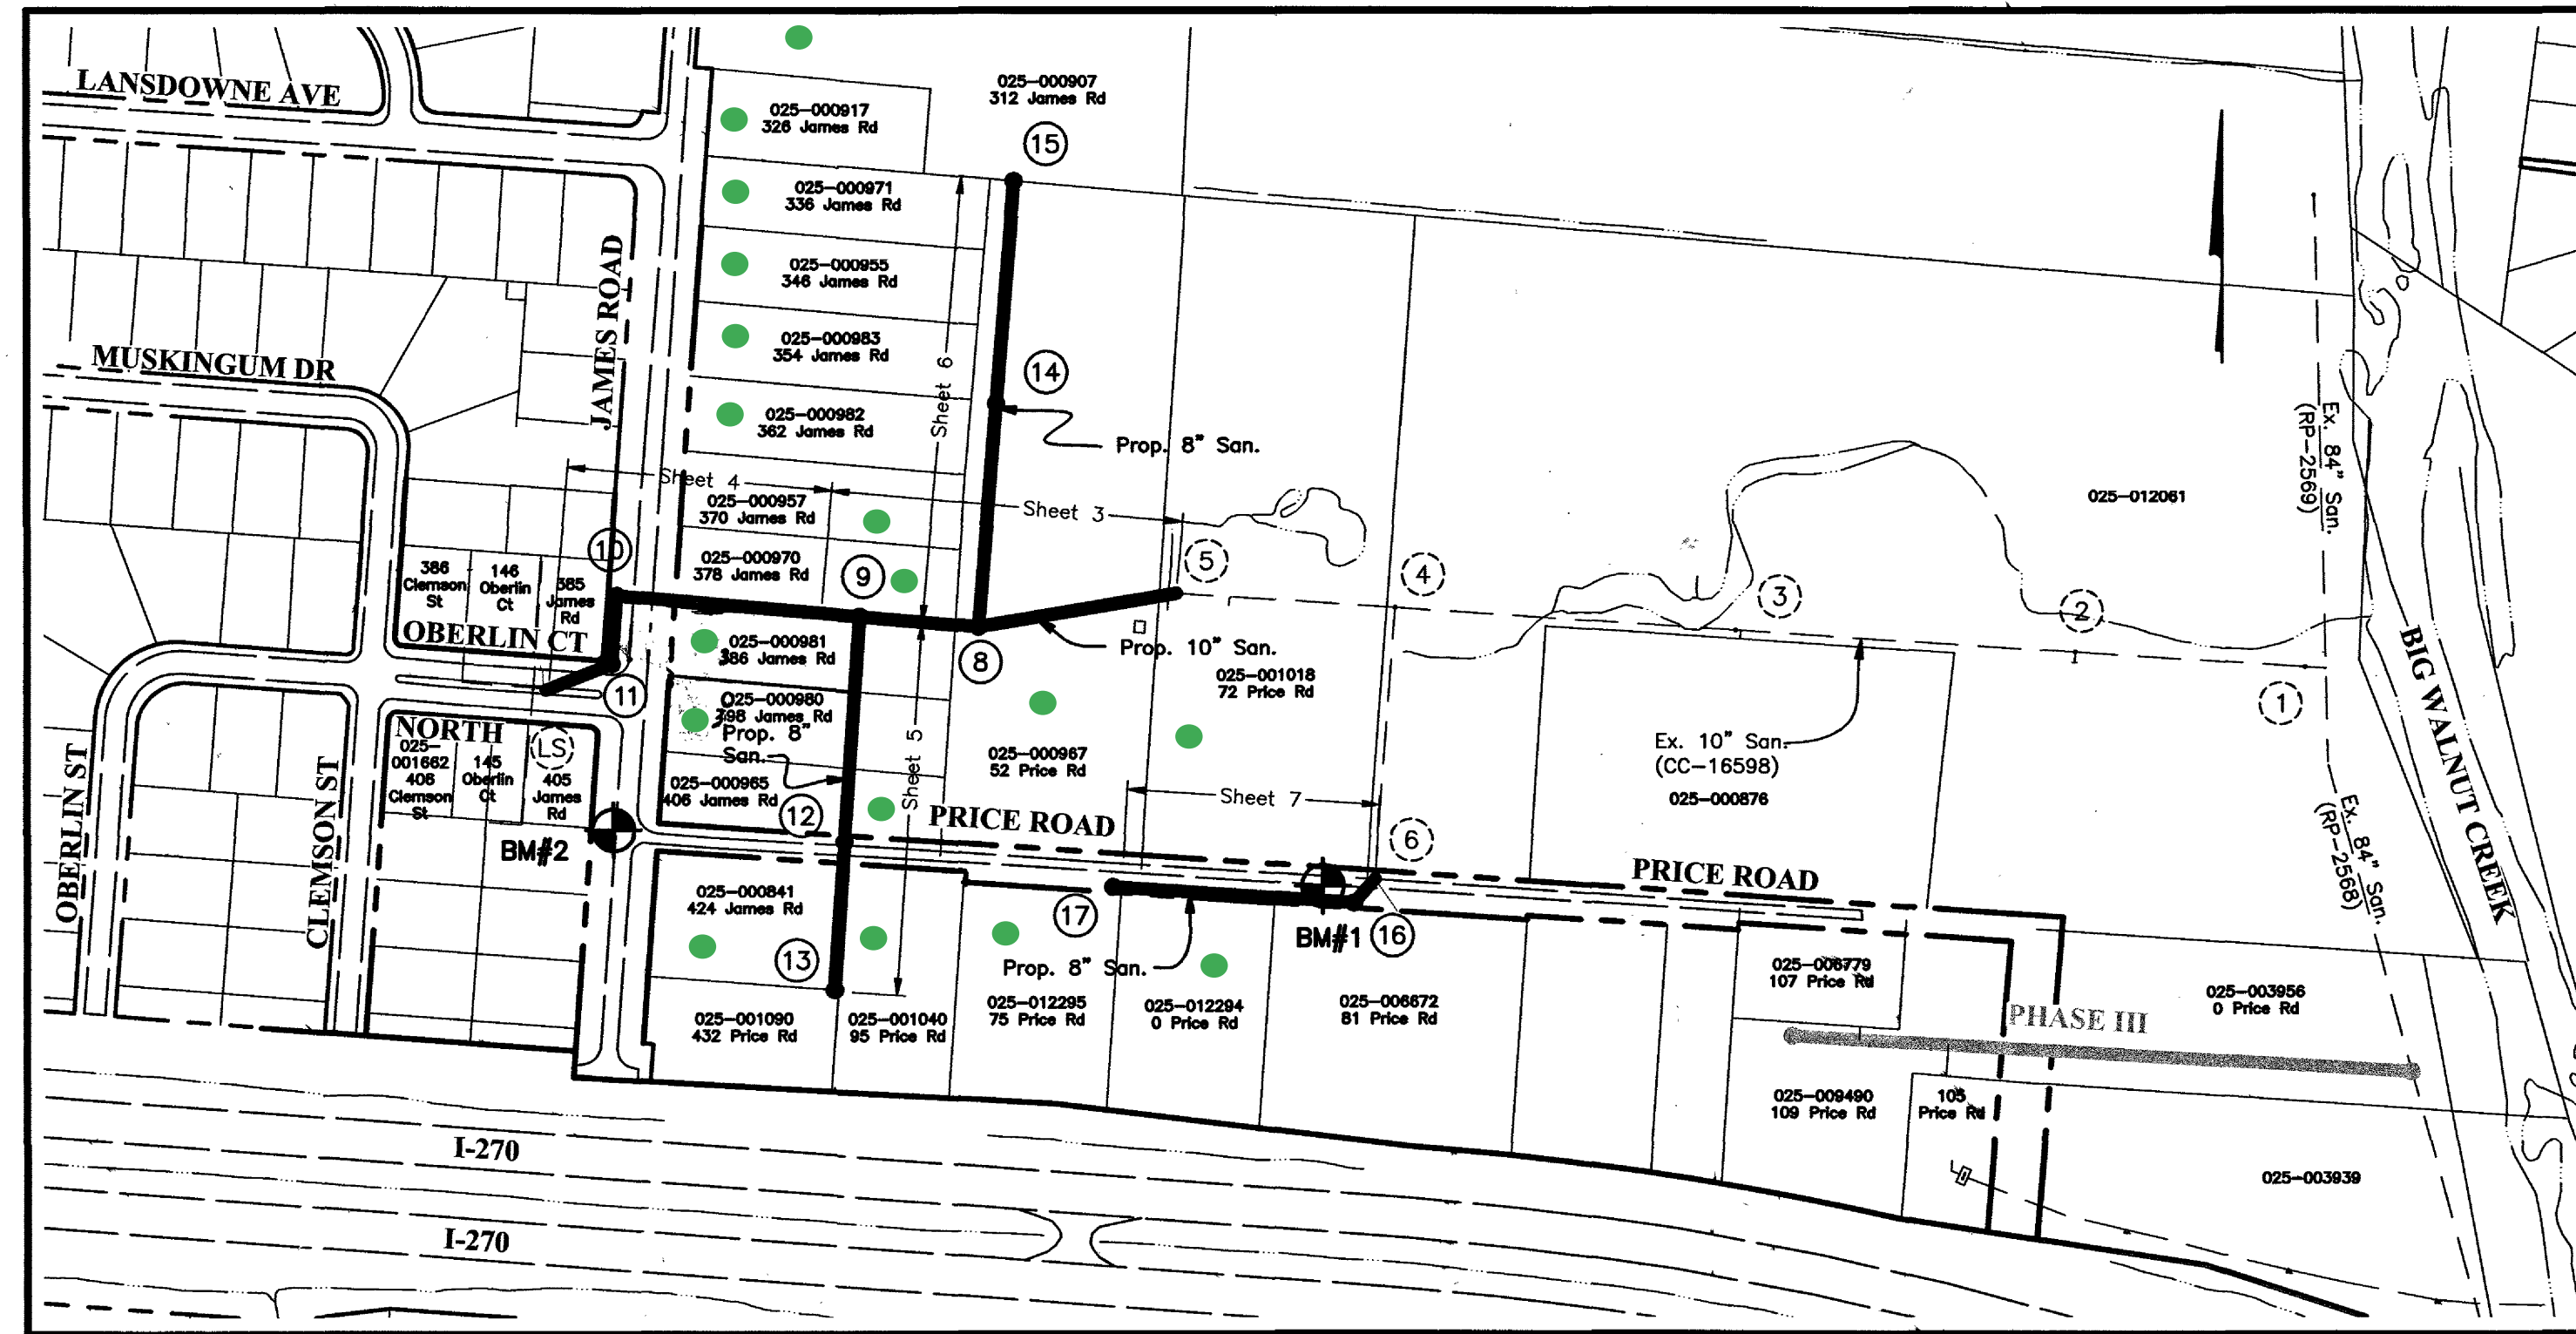 LANSDOWNE AVE
025-000907
312 James Rd
025-000917
326 James Rd
15
025-000971
336 James Rd
JAMES ROAD
025-000955
346 James Rd
025-000983
354 James Rd
Sheet 6
MUSKINGUM DR
14
025-000982
362 James Rd
Prop. 8" San.
Ex. 84" San.
(RP-2569)
Sheet 4
025-000957
370 James Rd
Sheet 3
025-012061
10
025-000970
378 James Rd
9
5
4
3
2
386
Clemson
St
146
Oberlin
Ct
385
James
Rd
OBERLIN CT
025-000981
386 James Rd
8
Prop. 10" San.
025-001018
72 Price Rd
11
1
BIG WALNUT CREEK
025-000980
398 James Rd
Prop. 8"
San.
NORTH
LS
025-
001662
406
Clemson
St
145
Oberlin
Ct
405
James
Rd
025-000967
52 Price Rd
Ex. 10" San.
(CC-16598)
025-000876
Sheet 5
025-000965
406 James Rd
Sheet 7
12
PRICE ROAD
OBERLIN ST
CLEMSON ST
BM#2
6
Ex. 84" San.
(RP-2568)
PRICE ROAD
025-000841
424 James Rd
17
BM#1
16
13
Prop. 8" San.
025-006779
107 Price Rd
025-001090
432 Price Rd
025-001040
95 Price Rd
025-012295
75 Price Rd
025-012294
0 Price Rd
025-006672
81 Price Rd
025-003956
0 Price Rd
PHASE III
025-009490
109 Price Rd
105
Price Rd
I-270
025-003939
I-270